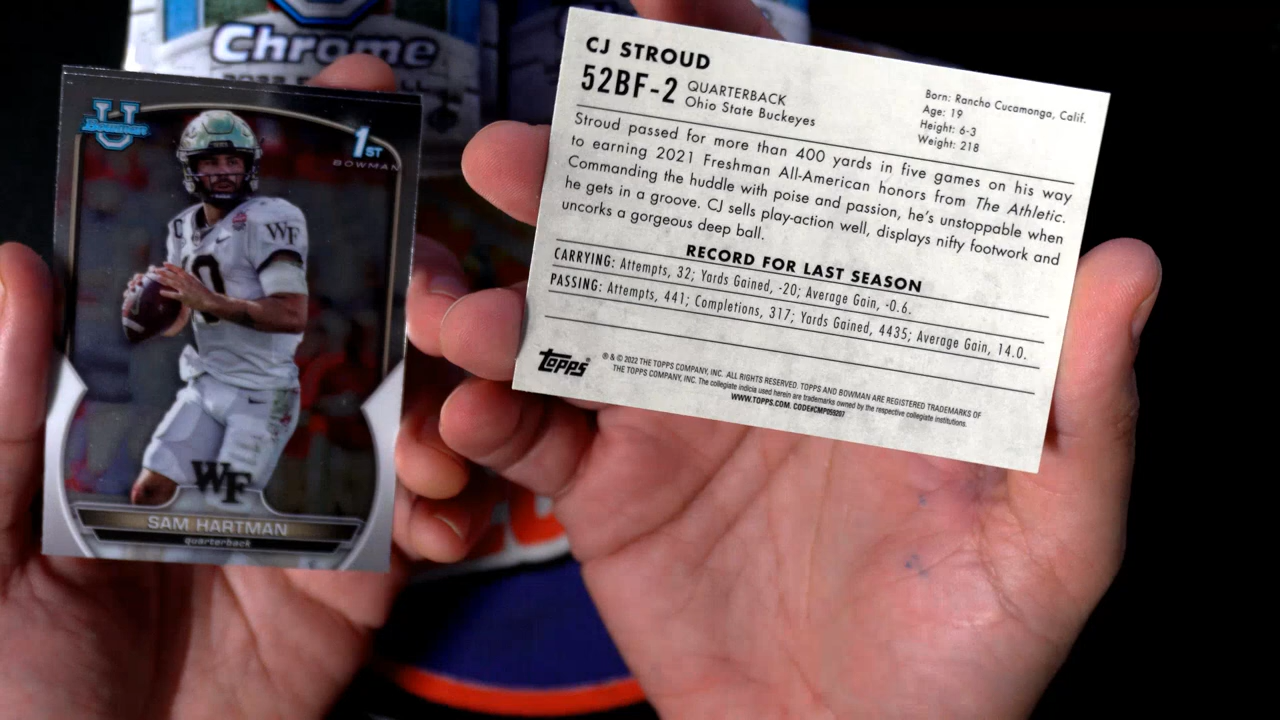 Chrome
U
BOWMAN
1ST
BOWMAN
WF
WF
SAM HARTMAN
quarterback
CJ STROUD
52BF-2
QUARTERBACK
Ohio State Buckeyes
Born: Rancho Cucamonga, Calif.
Age: 19
Height: 6-3
Weight: 218
Stroud passed for more than 400 yards in five games on his way
to earning 2021 Freshman All-American honors from The Athletic.
Commanding the huddle with poise and passion, he's unstoppable when
he gets in a groove. CJ sells play-action well, displays nifty footwork and
uncorks a gorgeous deep ball.
RECORD FOR LAST SEASON
CARRYING: Attempts, 32; Yards Gained, -20; Average Gain, -0.6.
PASSING: Attempts, 441; Completions, 317; Yards Gained, 4435; Average Gain, 14.0.
topps
® & © 2022 THE TOPPS COMPANY, INC. ALL RIGHTS RESERVED. TOPPS AND BOWMAN ARE REGISTERED TRADEMARKS OF
THE TOPPS COMPANY, INC. The collegiate indicia used herein are trademarks owned by the respective collegiate institutions.
WWW.TOPPS.COM. CODE#CMP059207